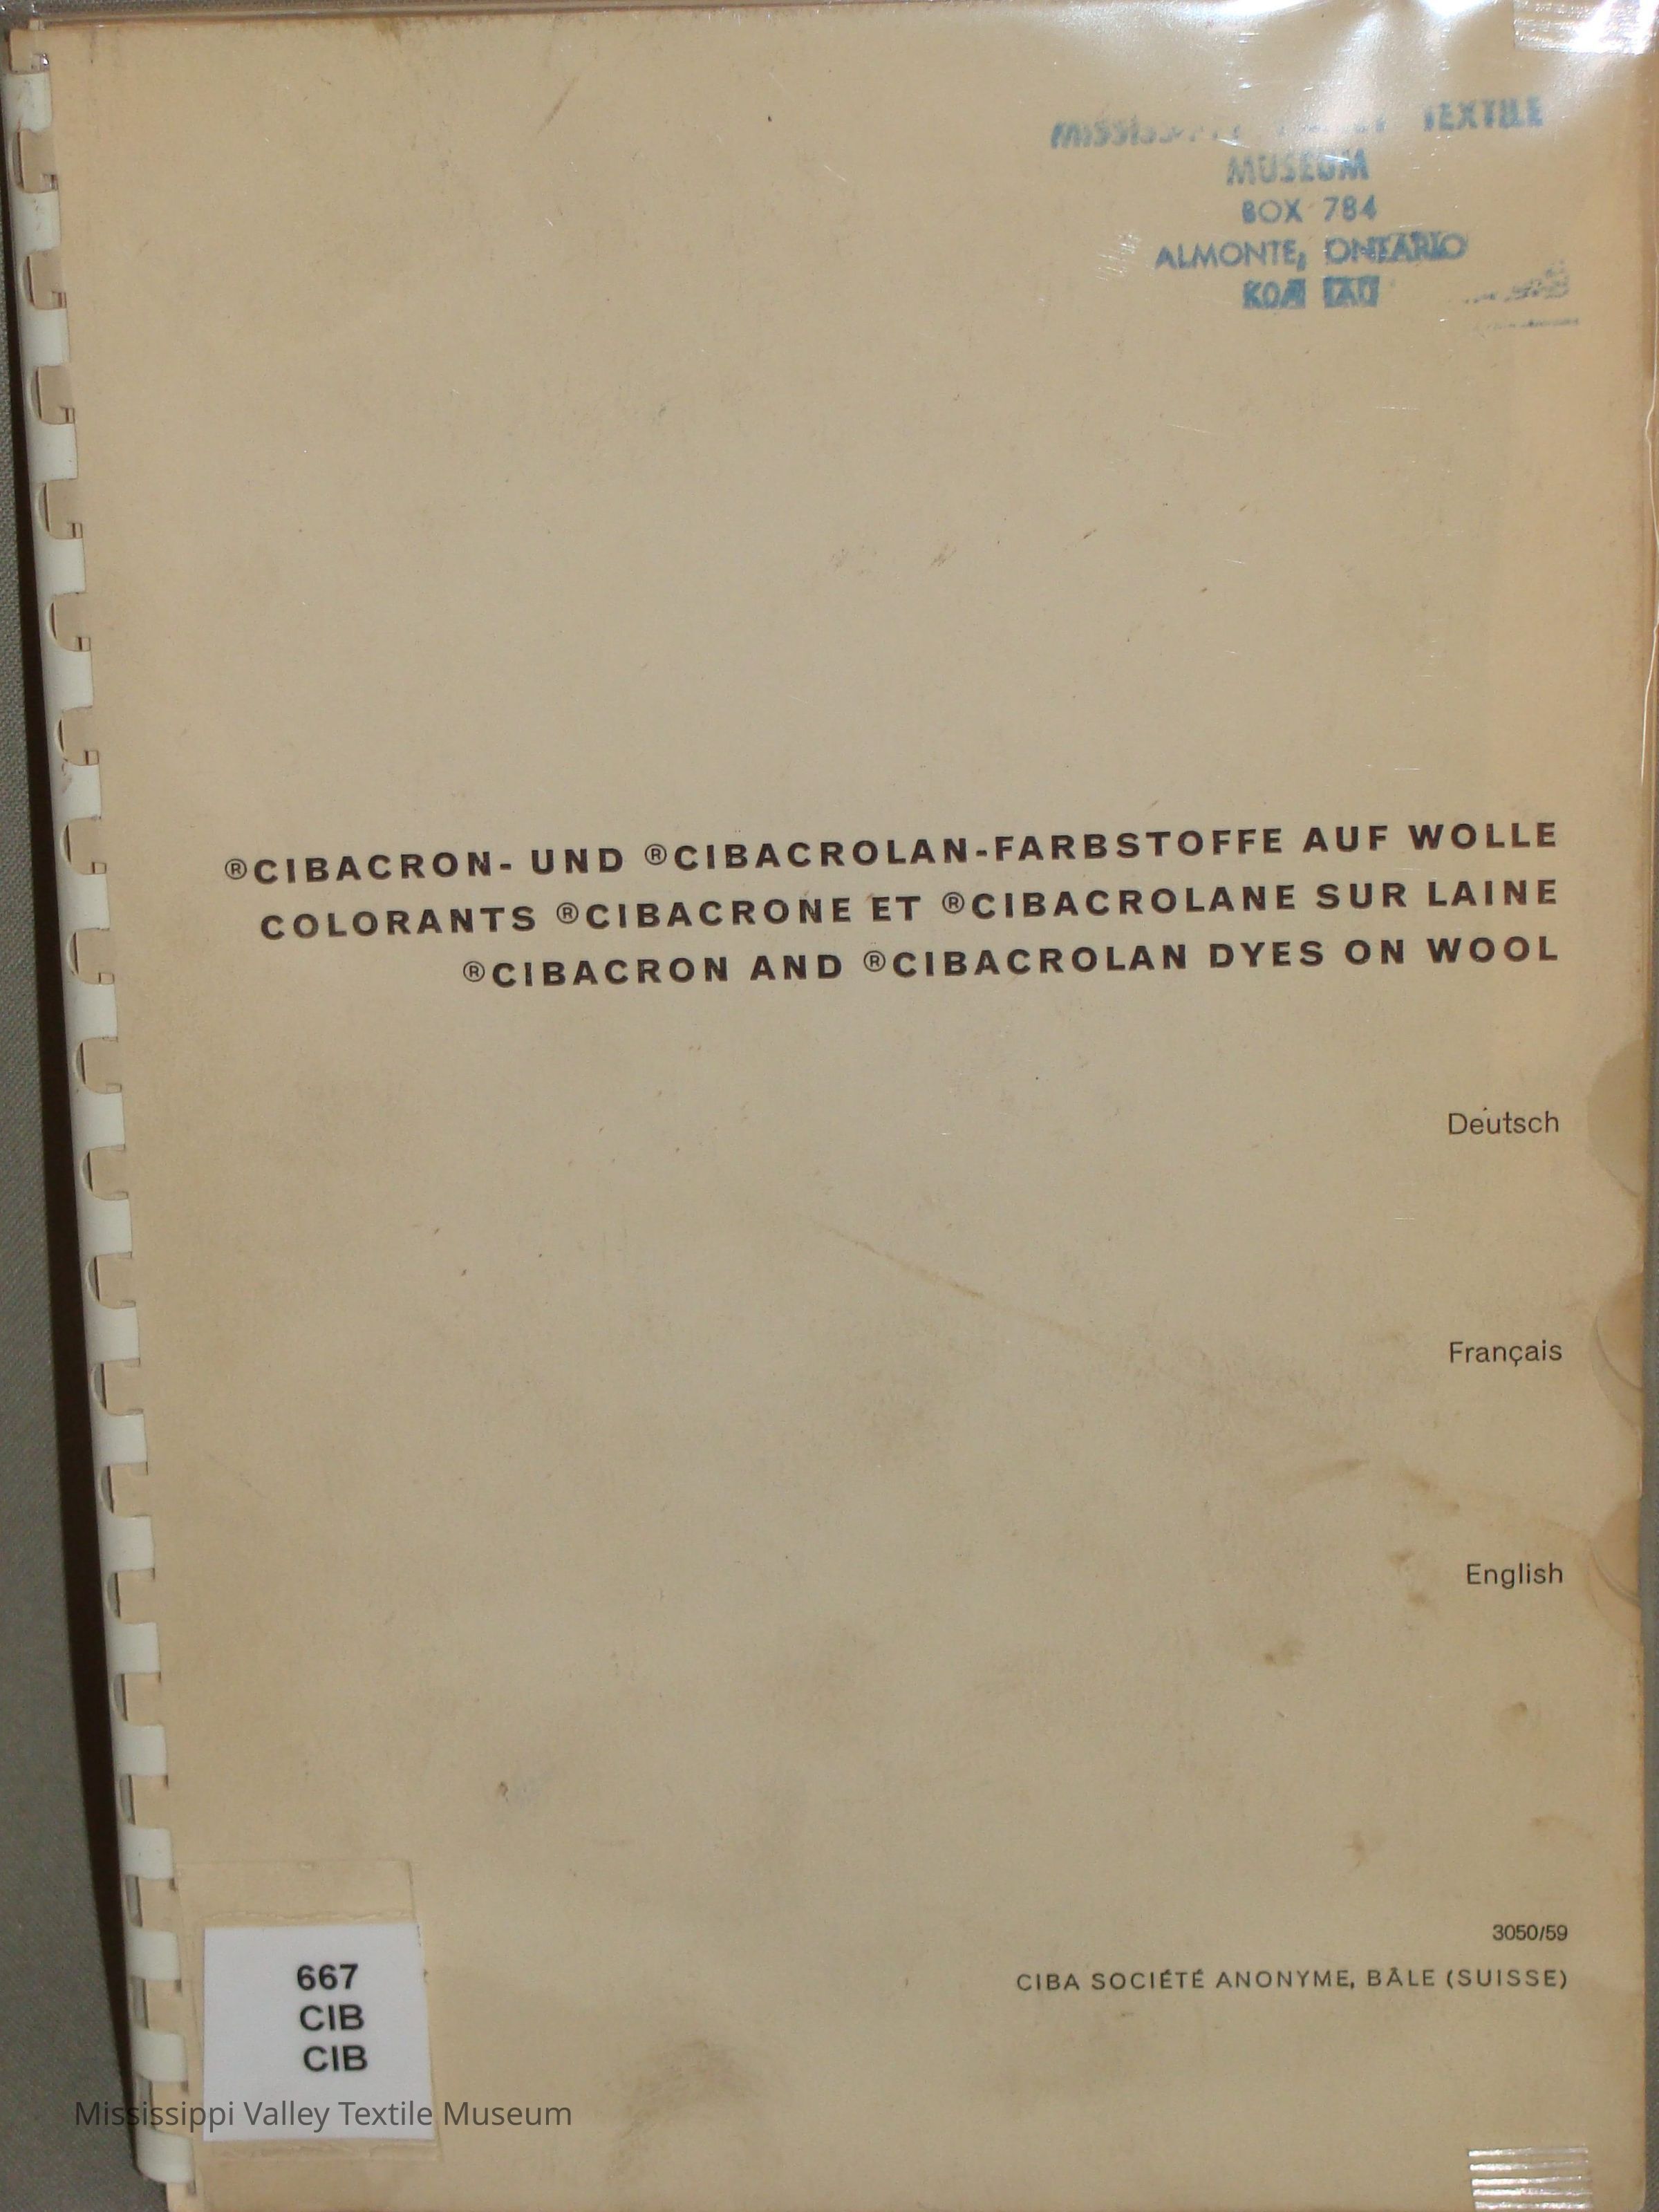 TEXTILE
MUSEUM
BOX 784
ALMONTE, ONTARIO
®CIBACRON- UND ®CIBACROLAN-FARBSTOFFE AUF WOLLE
COLORANTS ®CIBACRONE ET ®CIBACROLANE SUR LAINE
®CIBACRON AND ®CIBACROLAN DYES ON WOOL
Deutsch
Français
English
3050/59
CIBA SOCIÉTÉ ANONYME, BÂLE (SUISSE)
667
CIB
CIB
Mississippi Valley Textile Museum